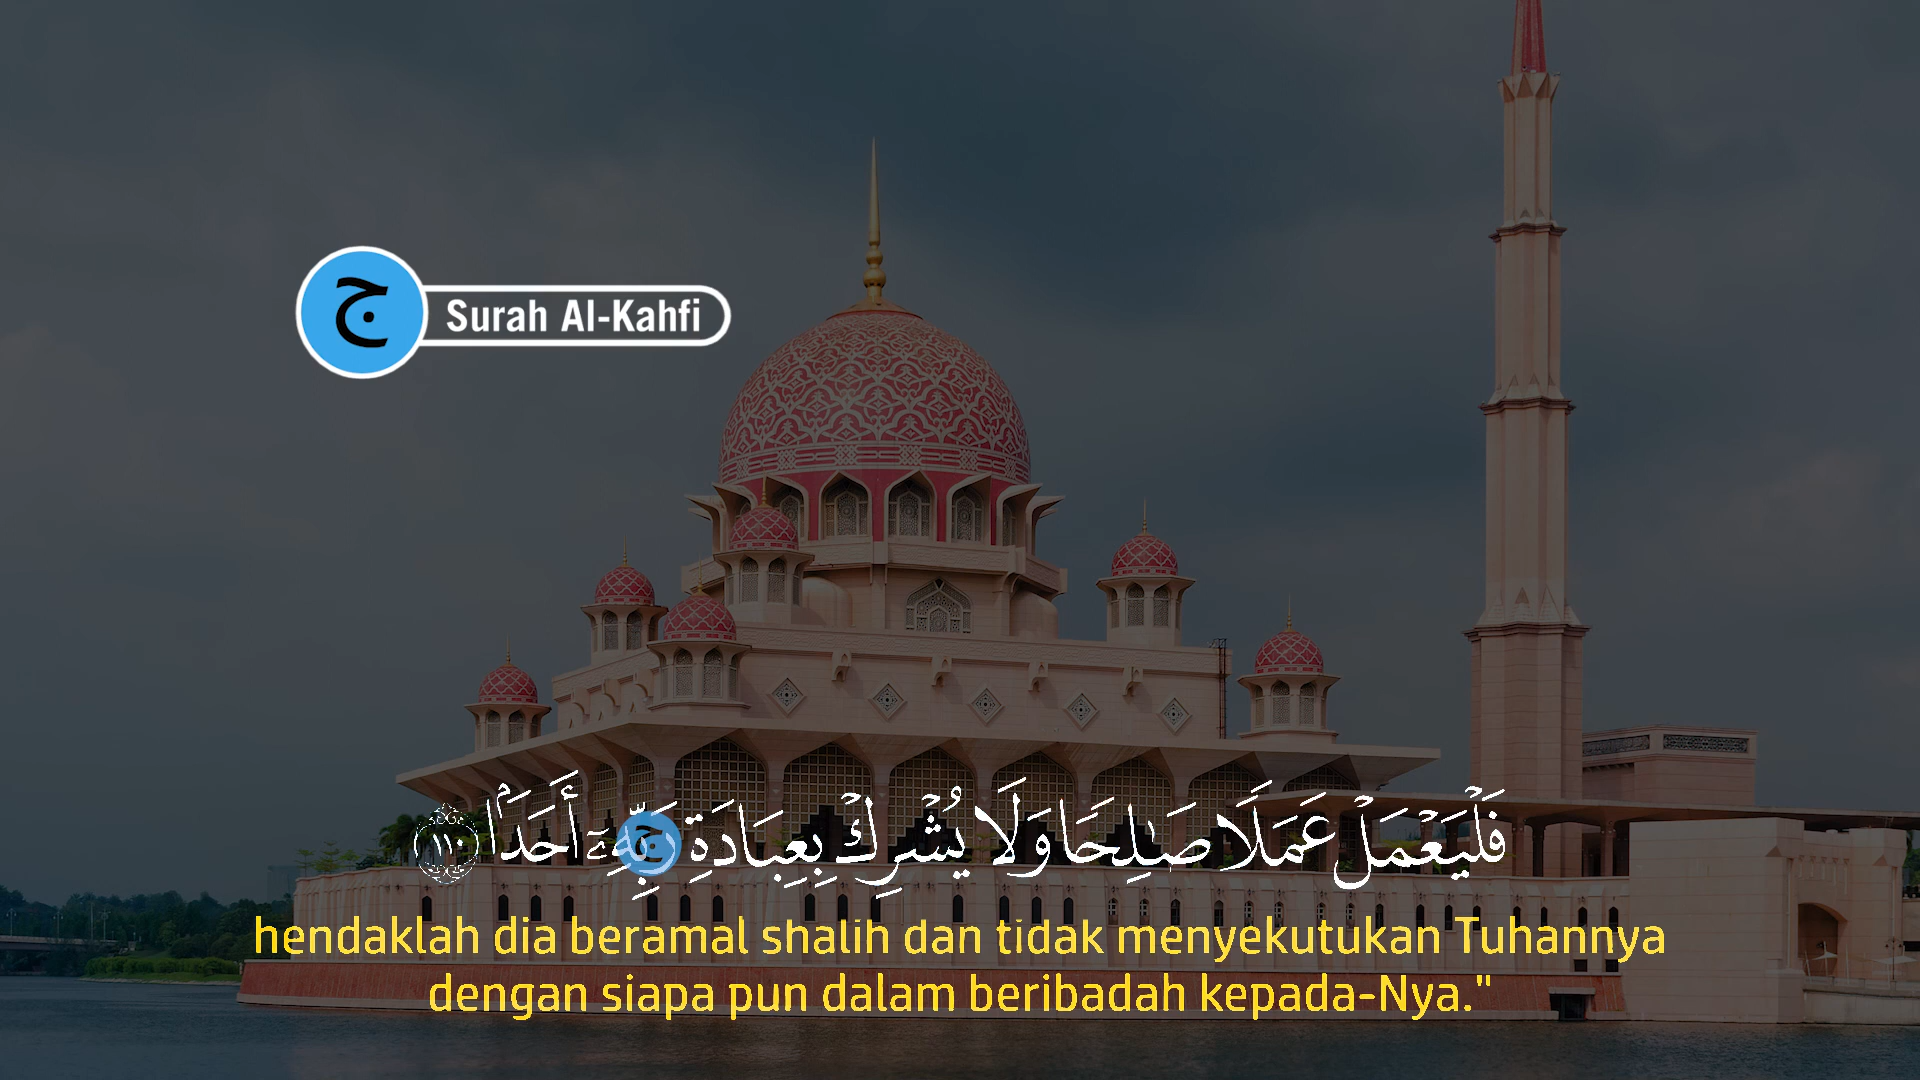 ج
Surah Al-Kahfi
فَلْيَعْمَلْ عَمَلًا صَـٰلِحًا وَلَا يُشْرِكْ بِعِبَادَةِ رَبِّهِۦٓ أَحَدًۢا ١١٠
ج
hendaklah dia beramal shalih dan tidak menyekutukan Tuhannya
dengan siapa pun dalam beribadah kepada-Nya."